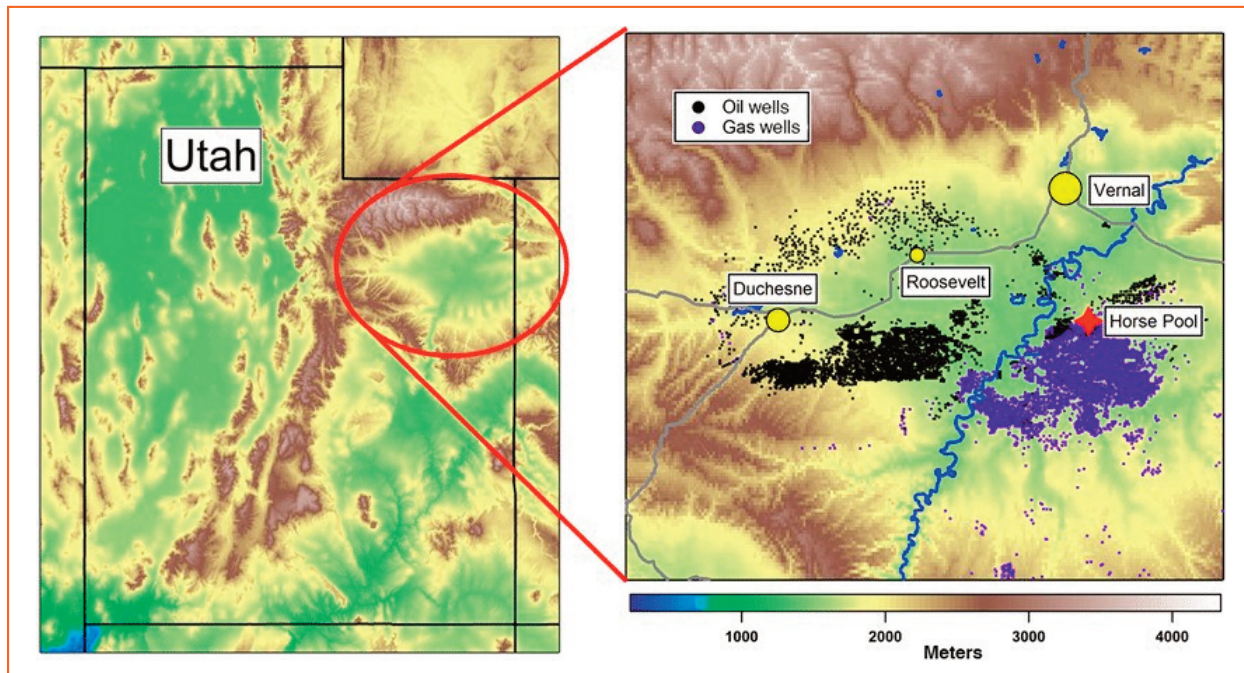 Utah
Oil wells
Gas wells
Vernal
Roosevelt
Duchesne
Horse Pool
1000 2000 3000 4000
Meters